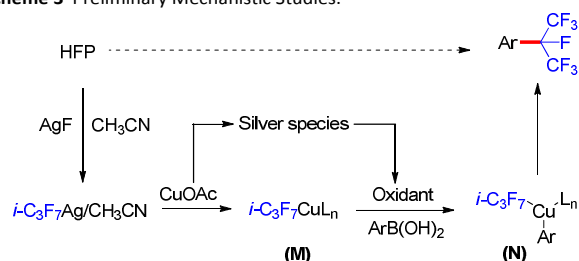 Scheme 3 Preliminary Mechanistic Studies.
HFP
Ar
CF3
F
CF3
AgF
CH3CN
Silver species
CuOAc
Oxidant
i-C3F7Ag/CH3CN
i-C3F7CuLn
ArB(OH)2
i-C3F7
Ln
Cu
Ar
(M)
(N)